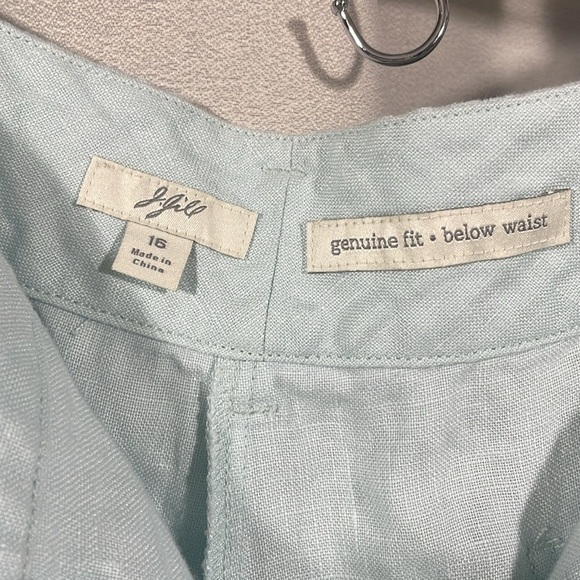 J.Jill
16
Made in
China
genuine fit • below waist